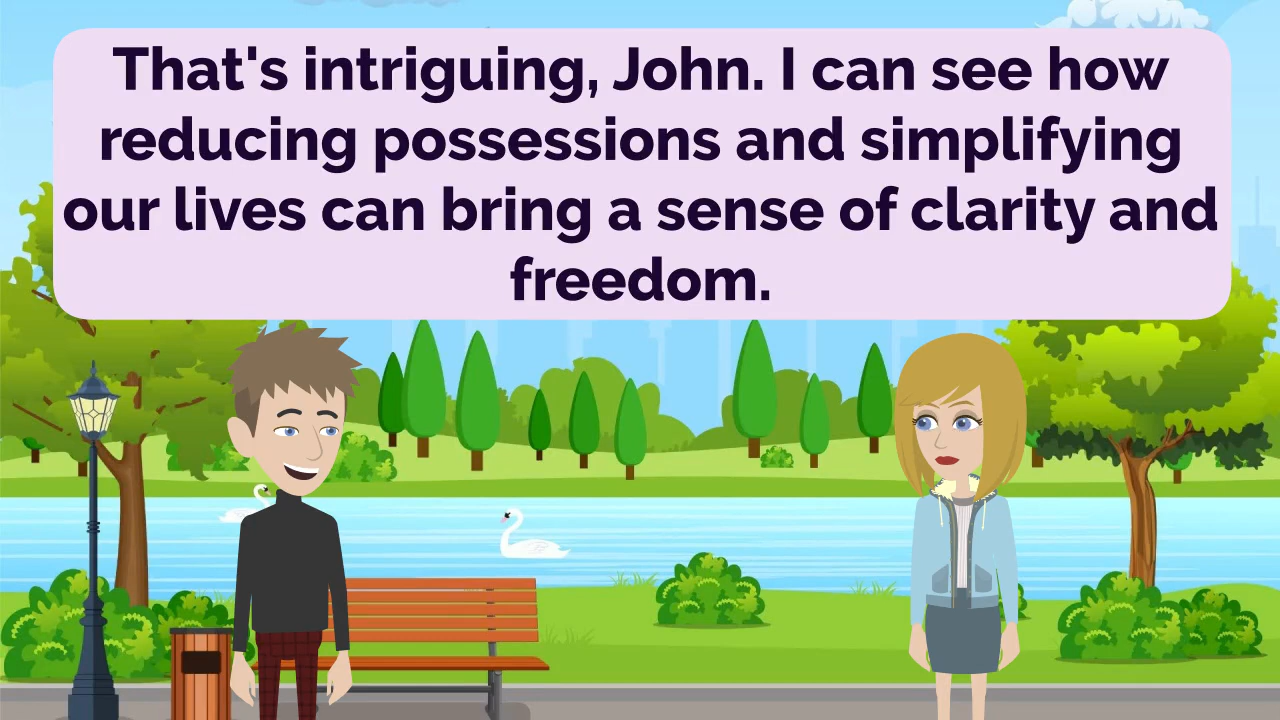 That's intriguing, John. I can see how
reducing possessions and simplifying
our lives can bring a sense of clarity and
freedom.